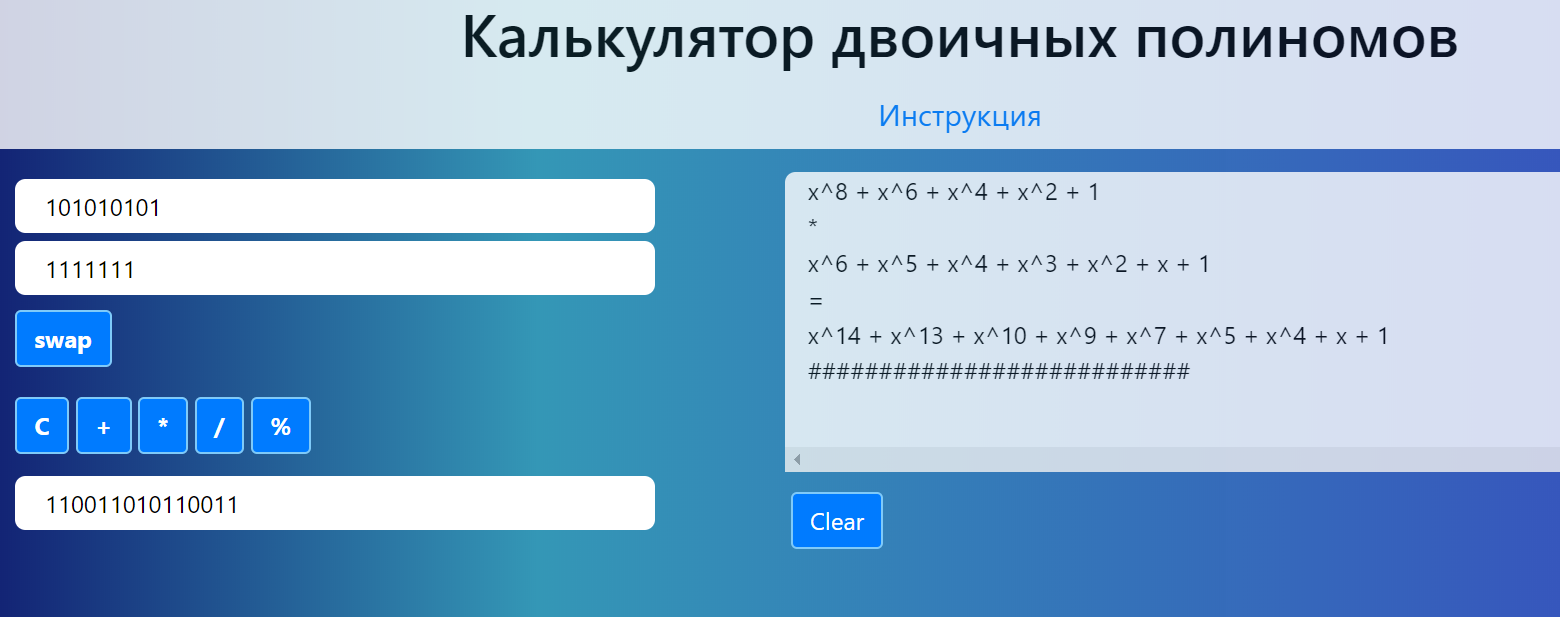 Калькулятор двоичных полиномов
Инструкция
101010101
1111111
swap
C + * / %
110011010110011
x^8 + x^6 + x^4 + x^2 + 1
*
x^6 + x^5 + x^4 + x^3 + x^2 + x + 1
=
x^14 + x^13 + x^10 + x^9 + x^7 + x^5 + x^4 + x + 1
###########################
Clear